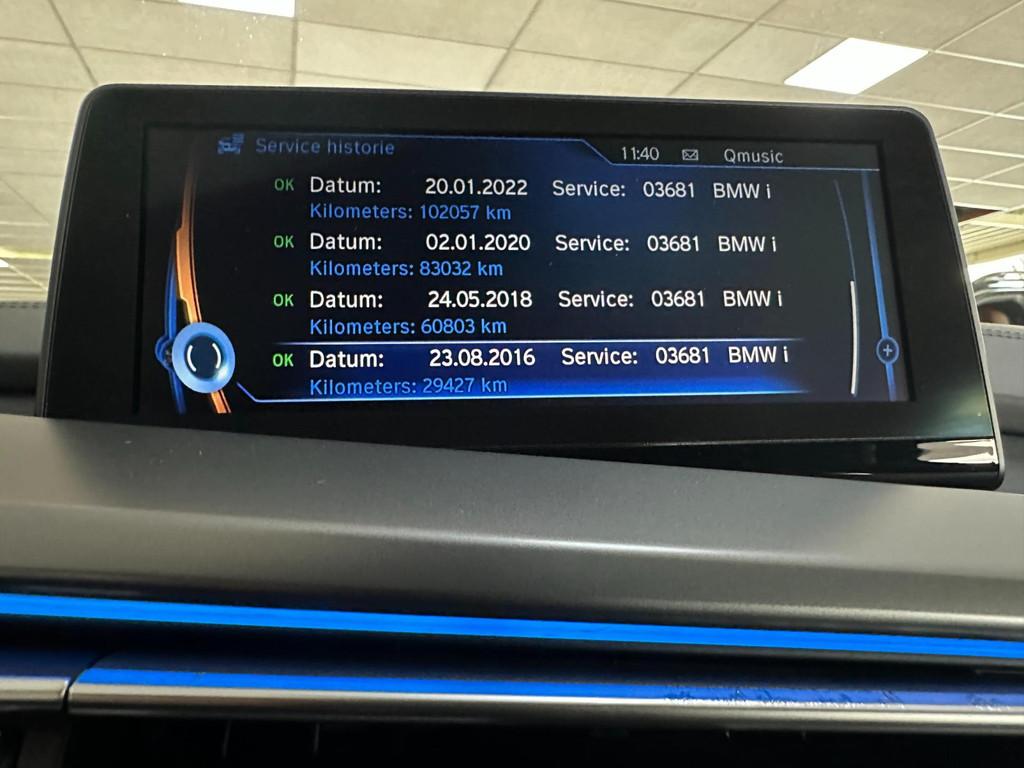 Service historie
11:40 Qmusic
OK Datum: 20.01.2022 Service: 03681 BMW i
Kilometers: 102057 km
OK Datum: 02.01.2020 Service: 03681 BMW i
Kilometers: 83032 km
OK Datum: 24.05.2018 Service: 03681 BMW i
Kilometers: 60803 km
OK Datum: 23.08.2016 Service: 03681 BMW i
Kilometers: 29427 km